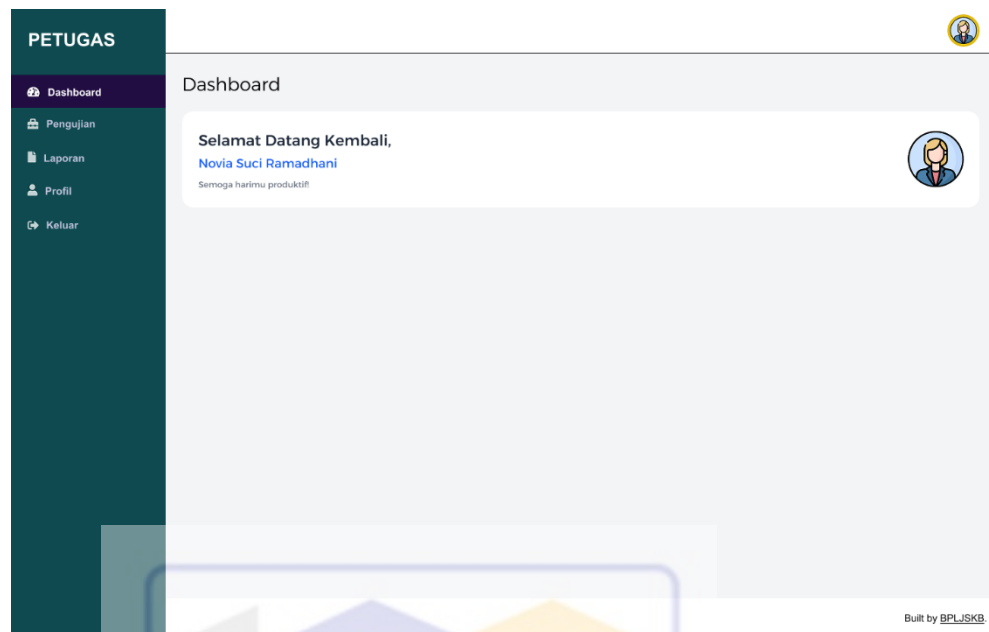 PETUGAS
Dashboard
Pengujian
Laporan
Profil
Keluar
Dashboard
Selamat Datang Kembali,
Novia Suci Ramadhani
Semoga harimu produktif!
Built by BPLJSKB.